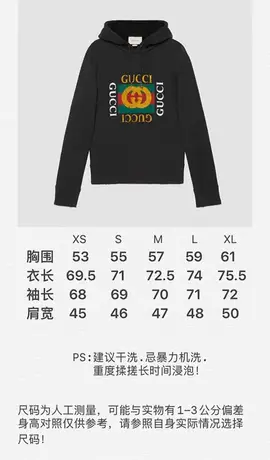 GUCCI
GUCCI
GUCCI
GUCCI
XS S M L XL
胸围 53 55 57 59 61
衣长 69.5 71 72.5 74 75.5
袖长 68 69 70 71 72
肩宽 45 46 47 48 50
PS:建议干洗.忌暴力机洗.
重度揉搓长时间浸泡!
尺码为人工测量，可能与实物有1-3公分偏差
身高对照仅供参考，请参照自身实际情况选择
尺码!